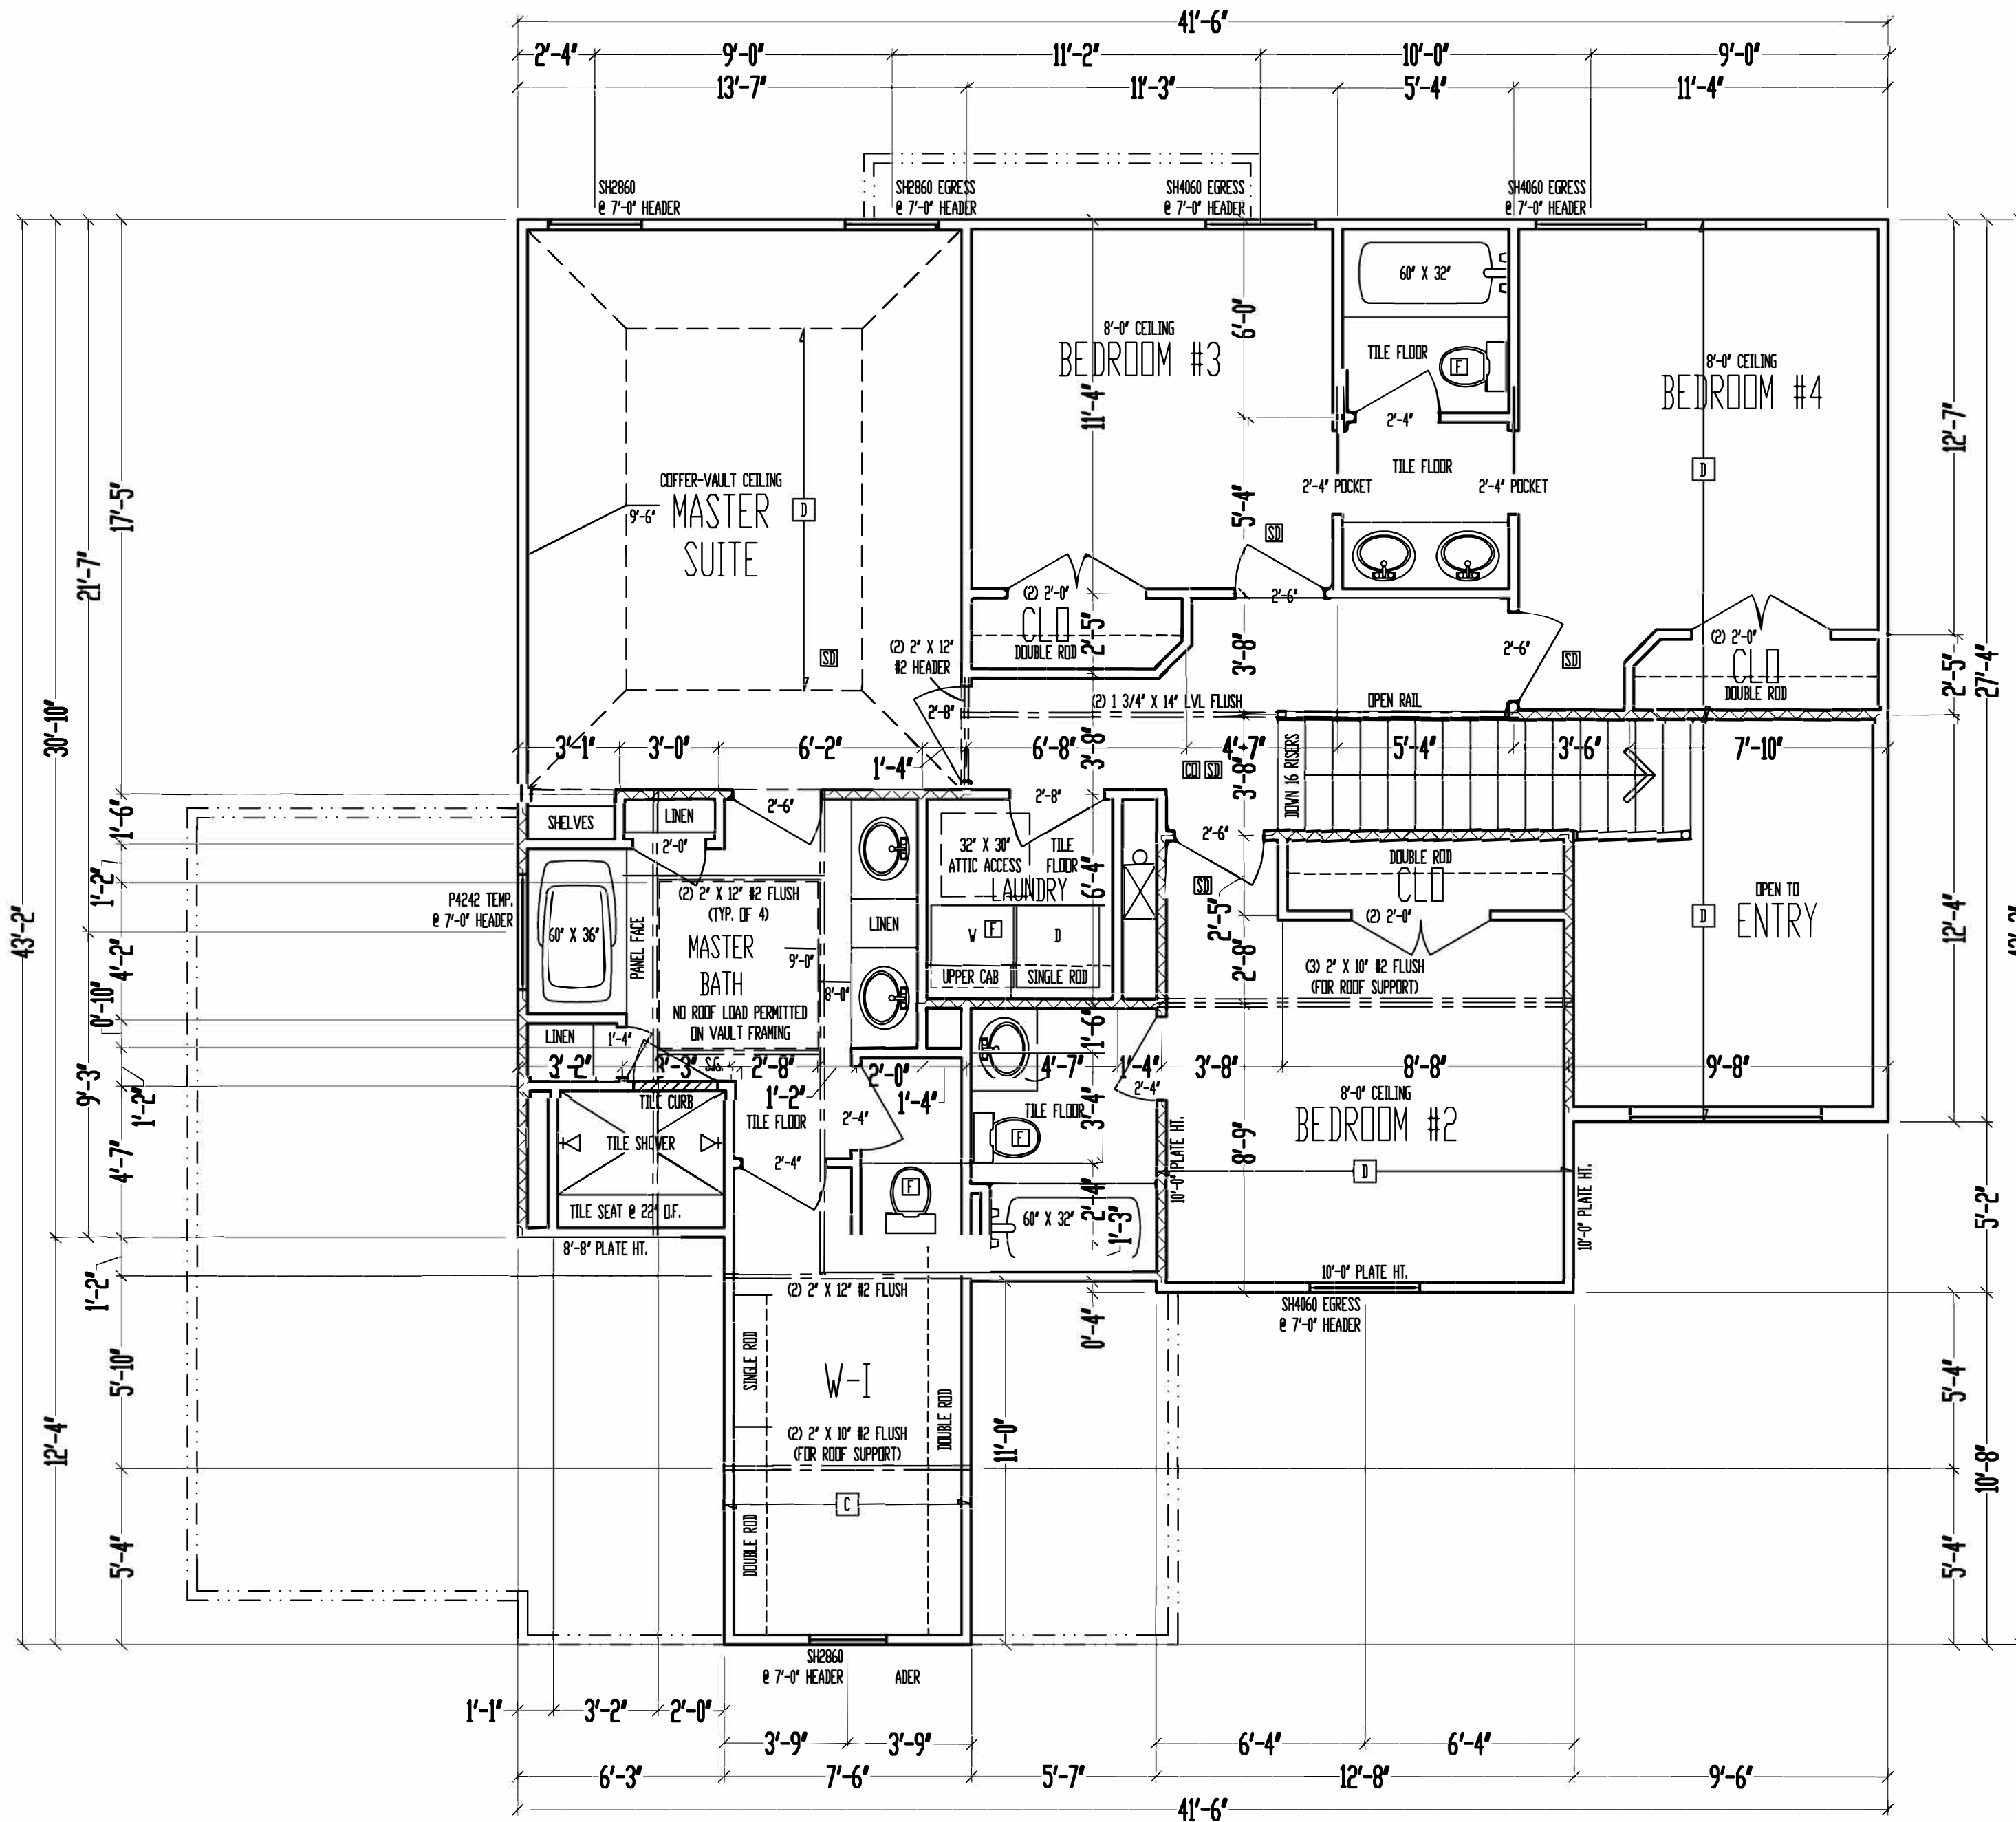 41'-6"
2'-4" 9'-0" 11'-2" 10'-0" 9'-0"
13'-7" 11'-3" 5'-4" 11'-4"
SH2860
@ 7'-0" HEADER
SH2860 EGRESS
@ 7'-0" HEADER
SH4060 EGRESS
@ 7'-0" HEADER
SH4060 EGRESS
@ 7'-0" HEADER
60" X 32"
6'-0"
8'-0" CEILING
BEDROOM #3
TILE FLOOR
F
8'-0" CEILING
BEDROOM #4
11'-4"
2'-4"
12'-7"
TILE FLOOR
D
2'-4" POCKET
2'-4" POCKET
COFFER-VAULT CEILING
9'-6"
MASTER
SUITE
D
17'-5"
5'-4"
SD
21'-7"
(2) 2'-0"
2'-6"
CLO
DOUBLE ROD
2'-5"
3'-8"
(2) 2" X 12"
#2 HEADER
SD
2'-6"
SD
(2) 2'-0"
CLO
DOUBLE ROD
2'-5"
27'-4"
2'-8"
(2) 1 3/4" X 14" LVL FLUSH
OPEN RAIL
30'-10"
3'-1" 3'-0" 6'-2" 6'-8" 4'-7" 5'-4" 3'-6" 7'-10"
1'-4"
3'-8"
CD SD
3'-8"
DOWN 16 RISERS
1'-6"
SHELVES
LINEN
2'-6"
2'-8"
2'-0"
32" X 30"
ATTIC ACCESS
TILE
FLOOR
LAUNDRY
6'-4"
2'-6"
SD
DOUBLE ROD
CLO
(2) 2'-0"
1'-2"
P4242 TEMP.
@ 7'-0" HEADER
60" X 36"
PANEL FACE
(2) 2" X 12" #2 FLUSH
(TYP. OF 4)
MASTER
BATH
9'-0"
8'-0"
NO ROOF LOAD PERMITTED
ON VAULT FRAMING
LINEN
W F D
UPPER CAB
SINGLE ROD
2'-5"
2'-8"
D
OPEN TO
ENTRY
12'-4"
43'-2"
4'-2"
0'-10"
(3) 2" X 10" #2 FLUSH
(FOR ROOF SUPPORT)
LINEN
1'-4"
S.G.
1'-6"
9'-3"
3'-2" 3'-3" 2'-8" 2'-0" 4'-7" 1'-4" 3'-8" 8'-8" 9'-8"
1'-2"
1'-2"
1'-4"
2'-4"
TILE CURB
TILE FLOOR
2'-4"
TILE FLOOR
3'-4"
8'-0" CEILING
BEDROOM #2
4'-7"
TILE SHOWER
2'-4"
F
F
10'-0" PLATE HT.
8'-9"
D
10'-0" PLATE HT.
5'-2"
TILE SEAT @ 22" O.F.
60" X 32"
2'-4"
1'-3"
8'-8" PLATE HT.
1'-2"
(2) 2" X 12" #2 FLUSH
10'-0" PLATE HT.
SH4060 EGRESS
@ 7'-0" HEADER
0'-4"
SINGLE ROD
W-I
DOUBLE ROD
5'-10"
12'-4"
(2) 2" X 10" #2 FLUSH
(FOR ROOF SUPPORT)
11'-0"
5'-4"
10'-8"
C
DOUBLE ROD
5'-4"
5'-4"
SH2860
@ 7'-0" HEADER
ADER
1'-1" 3'-2" 2'-0"
3'-9" 3'-9" 6'-4" 6'-4"
6'-3" 7'-6" 5'-7" 12'-8" 9'-6"
41'-6"